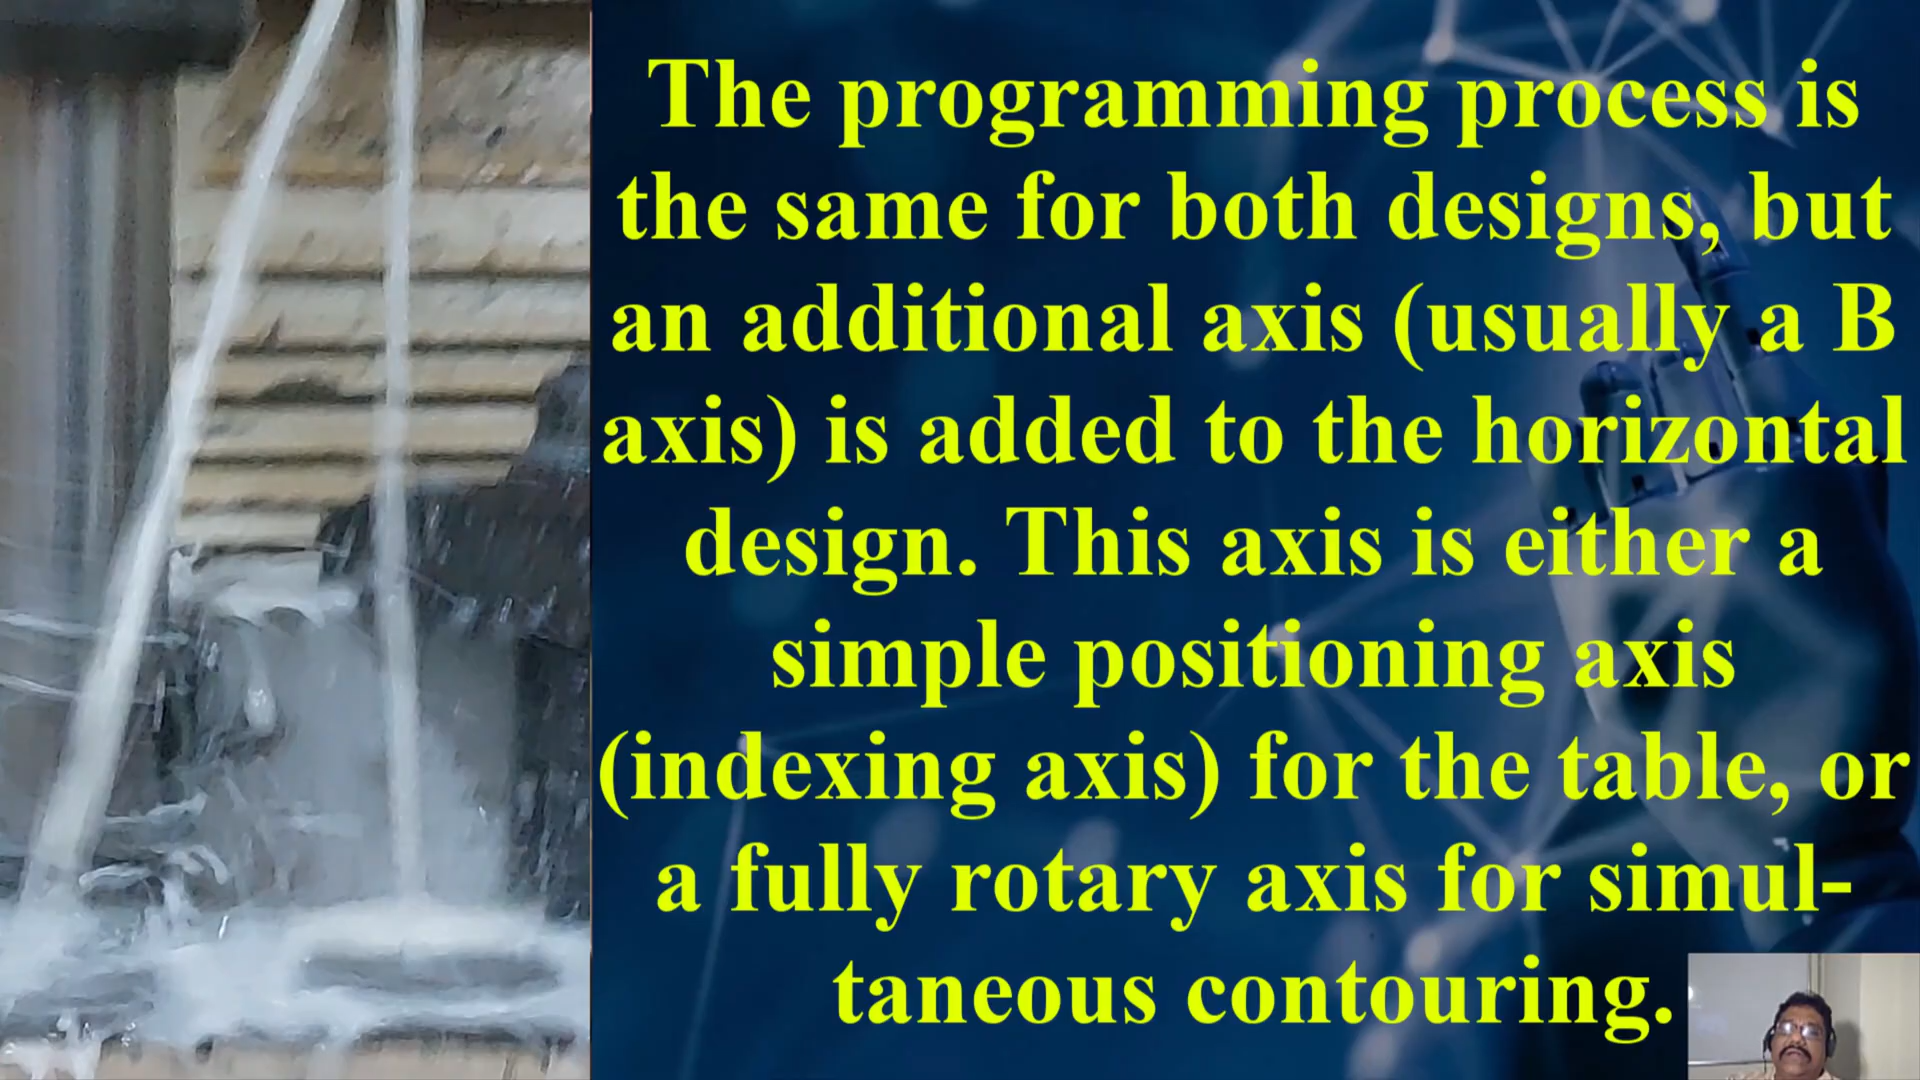 The programming process is
the same for both designs, but
an additional axis (usually a B
axis) is added to the horizontal
design. This axis is either a
simple positioning axis
(indexing axis) for the table, or
a fully rotary axis for simul-
taneous contouring.